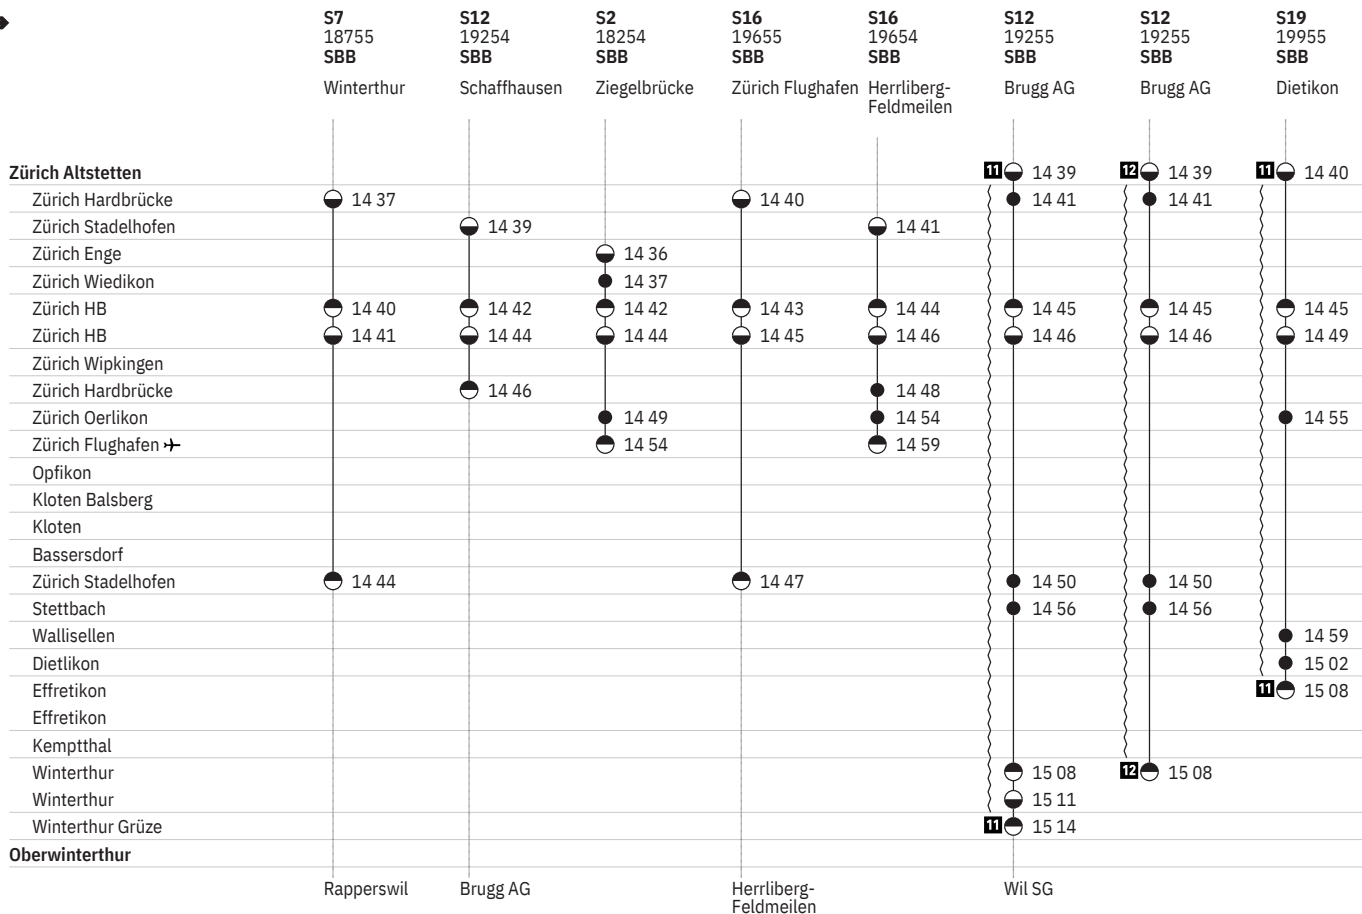 S7 S12 S2 S16 S16 S12 S12 S19
18755 19254 18254 19655 19654 19255 19255 19955
SBB SBB SBB SBB SBB SBB SBB SBB
Winterthur Schaffhausen Ziegelbrücke Zürich Flughafen Herrliberg- Brugg AG Brugg AG Dietikon
Feldmeilen
Zürich Altstetten 11 14 39 12 14 39 11 14 40
Zürich Hardbrücke 14 37 14 40 14 41 14 41
Zürich Stadelhofen 14 39 14 41
Zürich Enge 14 36
Zürich Wiedikon 14 37
Zürich HB 14 40 14 42 14 42 14 43 14 44 14 45 14 45 14 45
Zürich HB 14 41 14 44 14 44 14 45 14 46 14 46 14 46 14 49
Zürich Wipkingen
Zürich Hardbrücke 14 46 14 48
Zürich Oerlikon 14 49 14 54 14 55
Zürich Flughafen 14 54 14 59
Opfikon
Kloten Balsberg
Kloten
Bassersdorf
Zürich Stadelhofen 14 44 14 47 14 50 14 50
Stettbach 14 56 14 56
Wallisellen 14 59
Dietlikon 15 02
Effretikon 11 15 08
Effretikon
Kemptthal
Winterthur 15 08 12 15 08
Winterthur 15 11
Winterthur Grüze 11 15 14
Oberwinterthur
Rapperswil Brugg AG Herrliberg- Wil SG
Feldmeilen